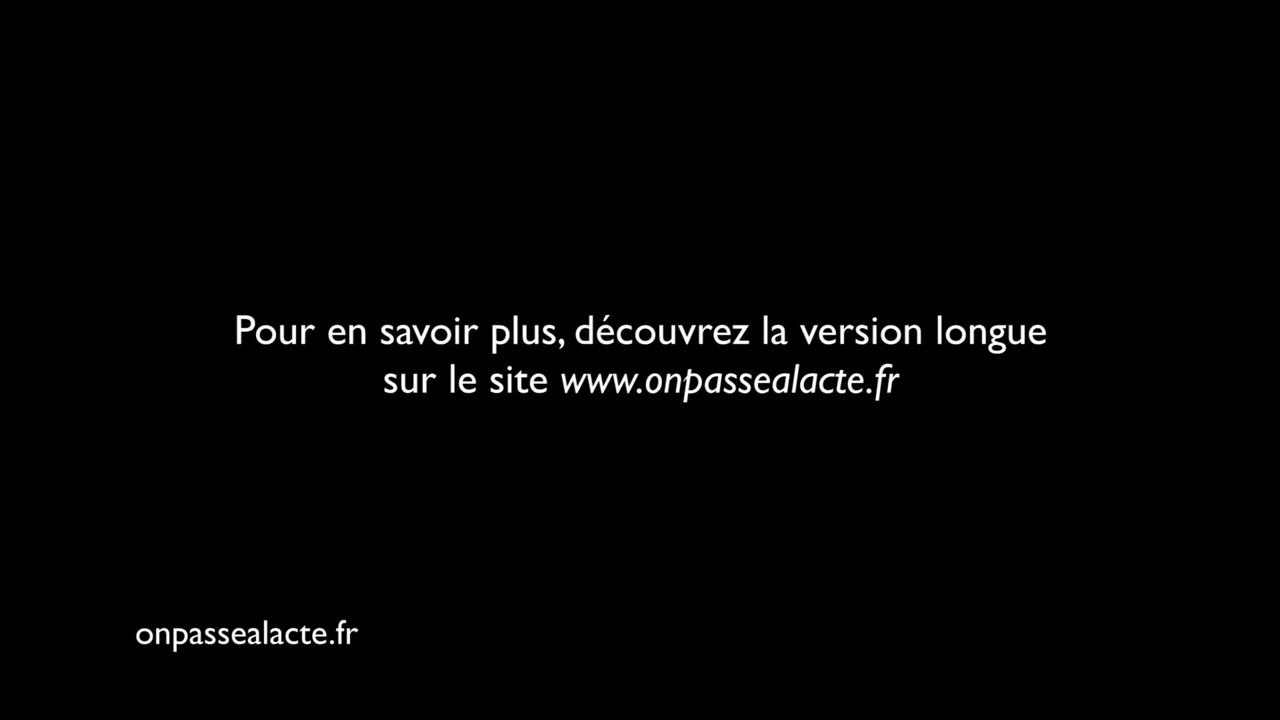 Pour en savoir plus, découvrez la version longue
sur le site www.onpassealacte.fr
onpassealacte.fr